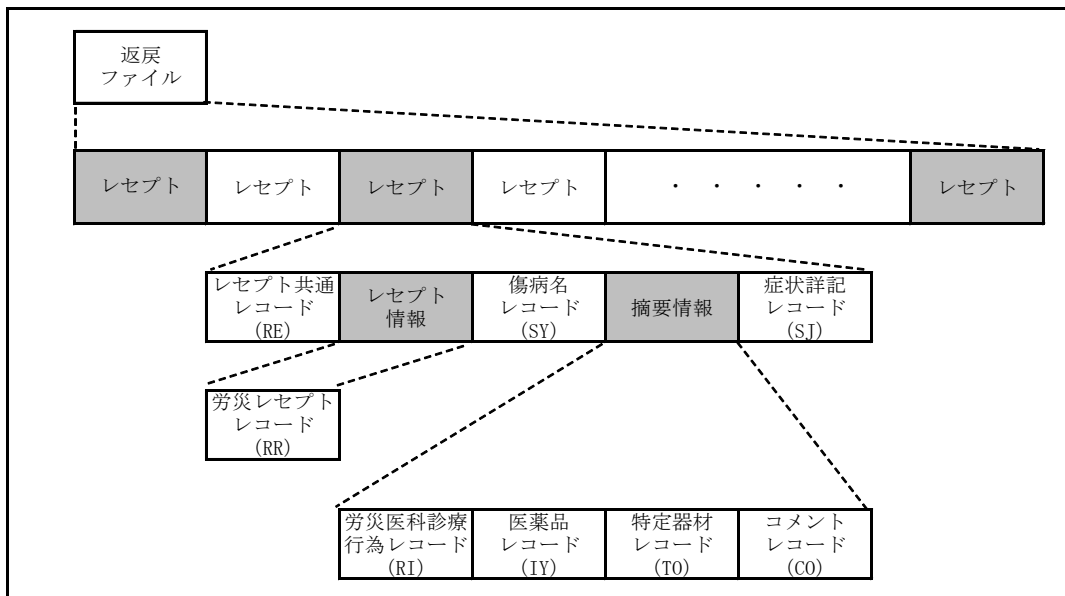 返戻
ファイル
レセプト
レセプト
レセプト
レセプト
・ ・ ・ ・ ・
レセプト
レセプト共通
レコード
(RE)
レセプト
情報
傷病名
レコード
(SY)
摘要情報
症状詳記
レコード
(SJ)
労災レセプト
レコード
(RR)
労災医科診療
行為レコード
(RI)
医薬品
レコード
(IY)
特定器材
レコード
(TO)
コメント
レコード
(CO)